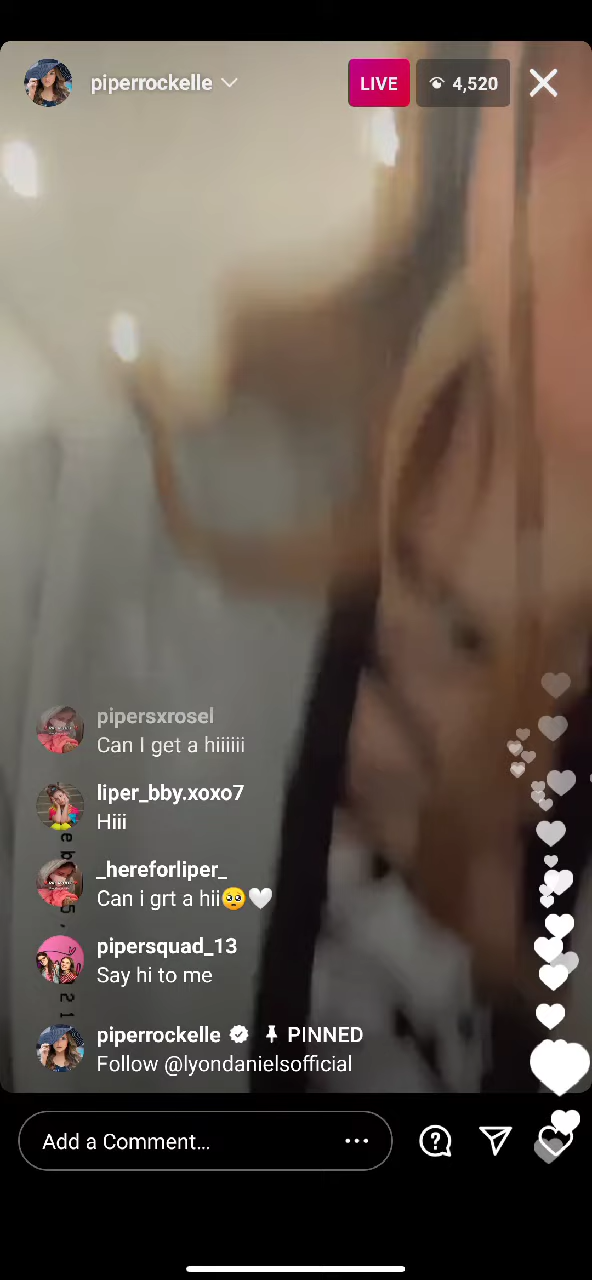 piperrockelle
LIVE
4,520
pipersxrosel
Can I get a hiiiiii
liper_bby.xoxo7
Hiii
_hereforliper_
Can i grt a hii🥺🤍
pipersquad_13
Say hi to me
piperrockelle PINNED
Follow @lyondanielsofficial
Add a Comment...